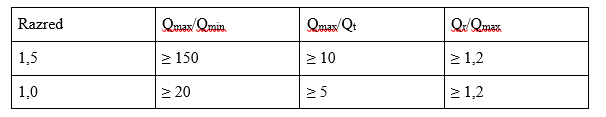 Razred Qmax/Qmin Qmax/Qt Qr/Qmax
1,5 ≥ 150 ≥ 10 ≥ 1,2
1,0 ≥ 20 ≥ 5 ≥ 1,2